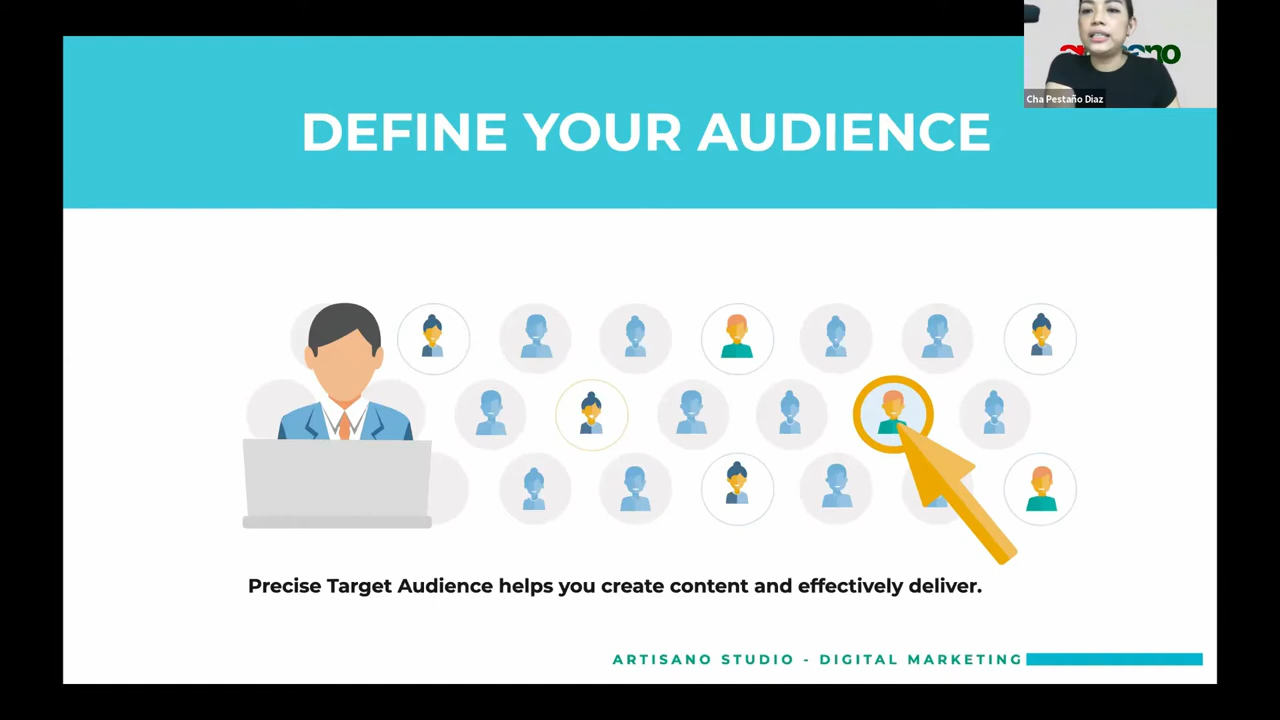 DEFINE YOUR AUDIENCE
Cha Pestaño Diaz
Precise Target Audience helps you create content and effectively deliver.
ARTISANO STUDIO - DIGITAL MARKETING